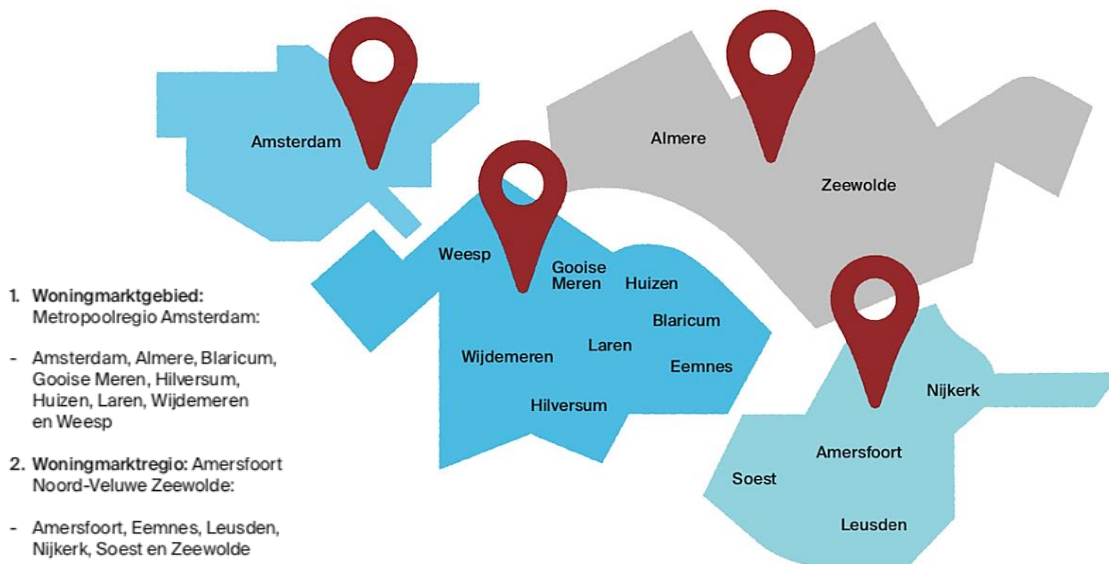 Amsterdam
Almere
Zeewolde
Weesp
Gooise
Meren
Huizen
Blaricum
Laren
Wijdemeren
Eemnes
Hilversum
Nijkerk
Amersfoort
Soest
Leusden
1. Woningmarktgebied:
Metropoolregio Amsterdam:
- Amsterdam, Almere, Blaricum,
Gooise Meren, Hilversum,
Huizen, Laren, Wijdemeren
en Weesp
2. Woningmarktregio: Amersfoort
Noord-Veluwe Zeewolde:
- Amersfoort, Eemnes, Leusden,
Nijkerk, Soest en Zeewolde